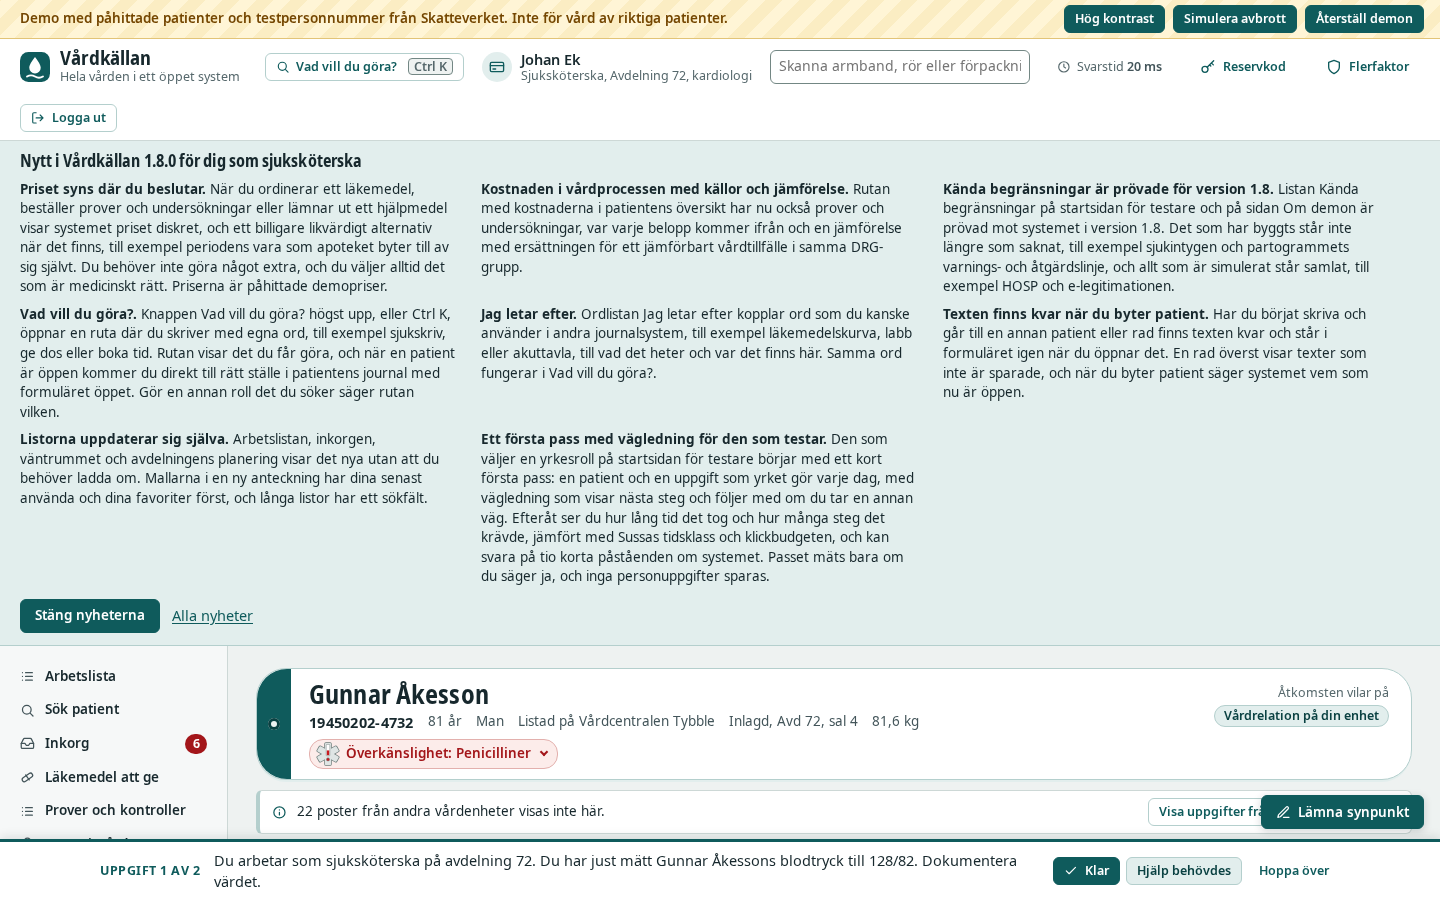 Demo med påhittade patienter och testpersonnummer från Skatteverket. Inte för vård av riktiga patienter.
Hög kontrast
Simulera avbrott
Återställ demon
Vårdkällan
Hela vården i ett öppet system
Vad vill du göra? Ctrl K
Johan Ek
Sjuksköterska, Avdelning 72, kardiologi
Skanna armband, rör eller förpackni
Svarstid 20 ms
Reservkod
Flerfaktor
Logga ut
Nytt i Vårdkällan 1.8.0 för dig som sjuksköterska
Priset syns där du beslutar. När du ordinerar ett läkemedel,
beställer prover och undersökningar eller lämnar ut ett hjälpmedel
visar systemet priset diskret, och ett billigare likvärdigt alternativ
när det finns, till exempel periodens vara som apoteket byter till av
sig självt. Du behöver inte göra något extra, och du väljer alltid det
som är medicinskt rätt. Priserna är påhittade demopriser.
Kostnaden i vårdprocessen med källor och jämförelse. Rutan
med kostnaderna i patientens översikt har nu också prover och
undersökningar, var varje belopp kommer ifrån och en jämförelse
med ersättningen för ett jämförbart vårdtillfälle i samma DRG-
grupp.
Kända begränsningar är prövade för version 1.8. Listan Kända
begränsningar på startsidan för testare och på sidan Om demon är
prövad mot systemet i version 1.8. Det som har byggts står inte
längre som saknat, till exempel sjukintygen och partogrammets
varnings- och åtgärdslinje, och allt som är simulerat står samlat, till
exempel HOSP och e-legitimationen.
Vad vill du göra?. Knappen Vad vill du göra? högst upp, eller Ctrl K,
öppnar en ruta där du skriver med egna ord, till exempel sjukskriv,
ge dos eller boka tid. Rutan visar det du får göra, och när en patient
är öppen kommer du direkt till rätt ställe i patientens journal med
formuläret öppet. Gör en annan roll det du söker säger rutan
vilken.
Jag letar efter. Ordlistan Jag letar efter kopplar ord som du kanske
använder i andra journalsystem, till exempel läkemedelskurva, labb
eller akuttavla, till vad det heter och var det finns här. Samma ord
fungerar i Vad vill du göra?.
Texten finns kvar när du byter patient. Har du börjat skriva och
går till en annan patient eller rad finns texten kvar och står i
formuläret igen när du öppnar det. En rad överst visar texter som
inte är sparade, och när du byter patient säger systemet vem som
nu är öppen.
Listorna uppdaterar sig själva. Arbetslistan, inkorgen,
väntrummet och avdelningens planering visar det nya utan att du
behöver ladda om. Mallarna i en ny anteckning har dina senast
använda och dina favoriter först, och långa listor har ett sökfält.
Ett första pass med vägledning för den som testar. Den som
väljer en yrkesroll på startsidan för testare börjar med ett kort
första pass: en patient och en uppgift som yrket gör varje dag, med
vägledning som visar nästa steg och följer med om du tar en annan
väg. Efteråt ser du hur lång tid det tog och hur många steg det
krävde, jämfört med Sussas tidsklass och klickbudgeten, och kan
svara på tio korta påståenden om systemet. Passet mäts bara om
du säger ja, och inga personuppgifter sparas.
Stäng nyheterna
Alla nyheter
Arbetslista
Sök patient
Inkorg 6
Läkemedel att ge
Prover och kontroller
Gunnar Åkesson
19450202-4732 81 år Man Listad på Vårdcentralen Tybble Inlagd, Avd 72, sal 4 81,6 kg
Överkänslighet: Penicilliner
Åtkomsten vilar på
Vårdrelation på din enhet
22 poster från andra vårdenheter visas inte här.
Visa uppgifter frå
Lämna synpunkt
UPPGIFT 1 AV 2
Du arbetar som sjuksköterska på avdelning 72. Du har just mätt Gunnar Åkessons blodtryck till 128/82. Dokumentera
värdet.
Klar
Hjälp behövdes
Hoppa över